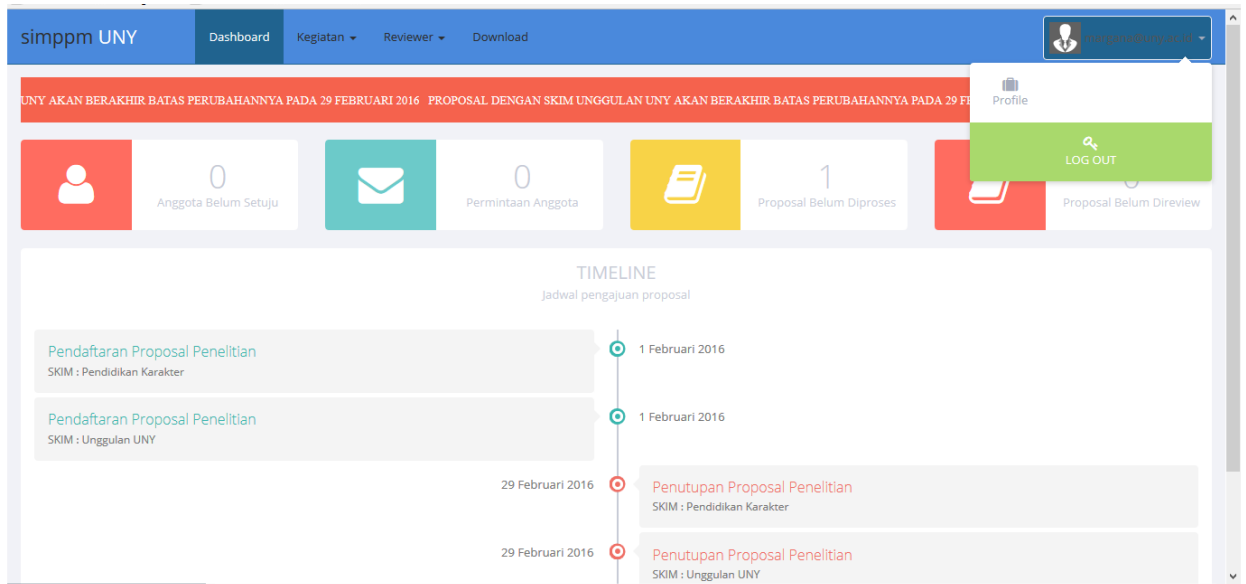 simppm UNY
Dashboard
Kegiatan
Reviewer
Download
Profile
LOG OUT
UNY AKAN BERAKHIR BATAS PERUBAHANNYA PADA 29 FEBRUARI 2016 PROPOSAL DENGAN SKIM UNGGULAN UNY AKAN BERAKHIR BATAS PERUBAHANNYA PADA 29
0
Anggota Belum Setuju
0
Permintaan Anggota
1
Proposal Belum Diproses
Proposal Belum Direview
TIMELINE
Jadwal pengajuan proposal
Pendaftaran Proposal Penelitian
SKIM : Pendidikan Karakter
1 Februari 2016
Pendaftaran Proposal Penelitian
SKIM : Unggulan UNY
1 Februari 2016
29 Februari 2016
Penutupan Proposal Penelitian
SKIM : Pendidikan Karakter
29 Februari 2016
Penutupan Proposal Penelitian
SKIM : Unggulan UNY